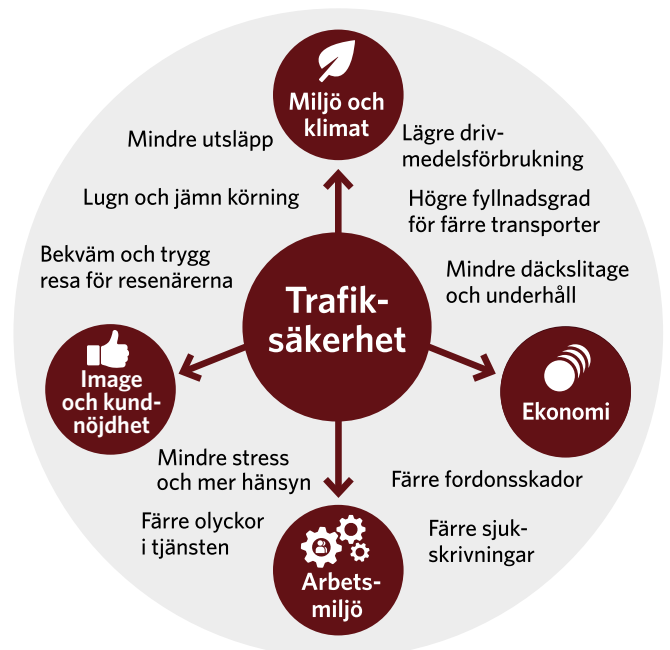 Miljö och
klimat
Mindre utsläpp
Lägre driv-
medelsförbrukning
Lugn och jämn körning
Högre fyllnadsgrad
för färre transporter
Bekväm och trygg
resa för resenärerna
Mindre däckslitage
och underhåll
Trafik-
säkerhet
Image
och kund-
nöjdhet
Ekonomi
Mindre stress
och mer hänsyn
Färre fordonsskador
Färre olyckor
i tjänsten
Färre sjuk-
skrivningar
Arbets-
miljö